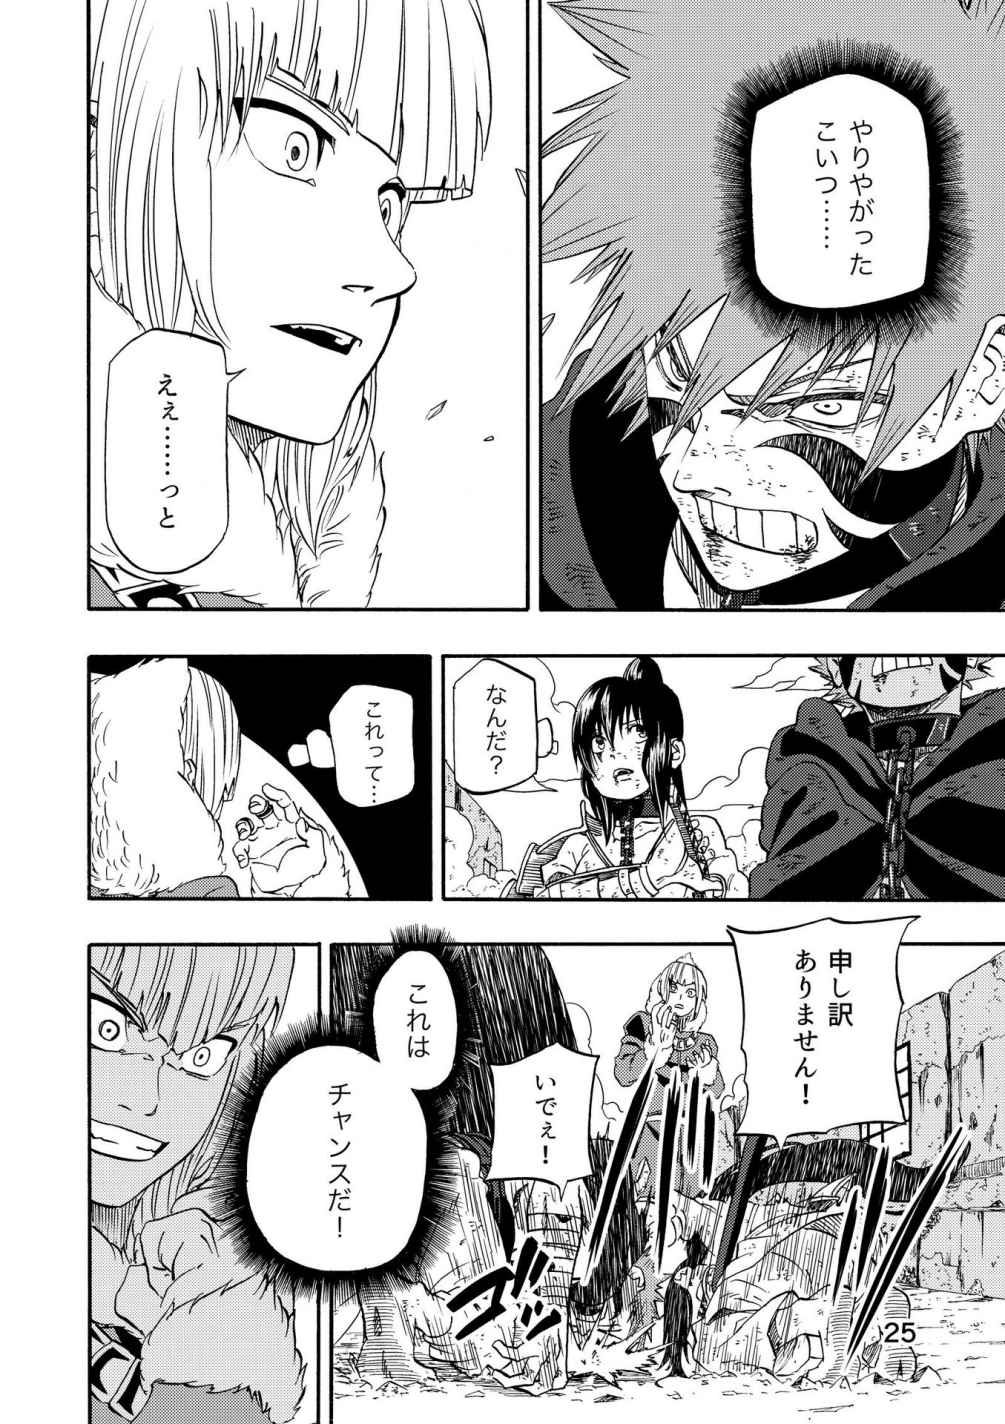 やりやがった
こいつ……
えぇ……っと
なんだ？
これって…
申し訳
ありません！
いでぇ！
ゴッ
これは
チャンスだ！
25